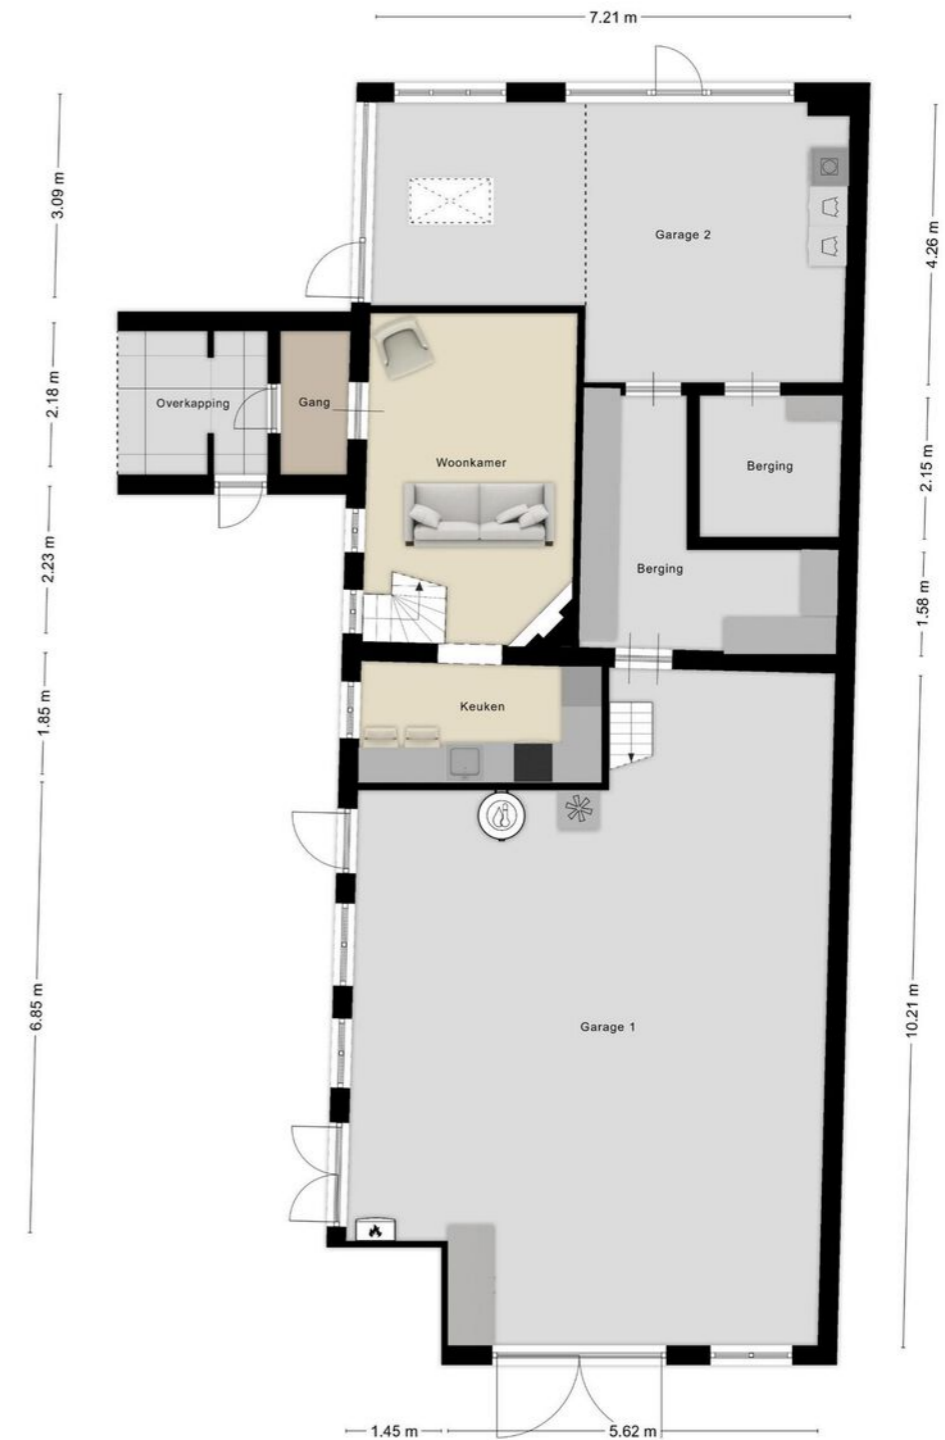 7.21 m
3.09 m
4.26 m
Garage 2
2.18 m
Overkapping
Gang
Woonkamer
Berging
2.15 m
2.23 m
Berging
1.58 m
1.85 m
Keuken
6.85 m
10.21 m
Garage 1
1.45 m
5.62 m